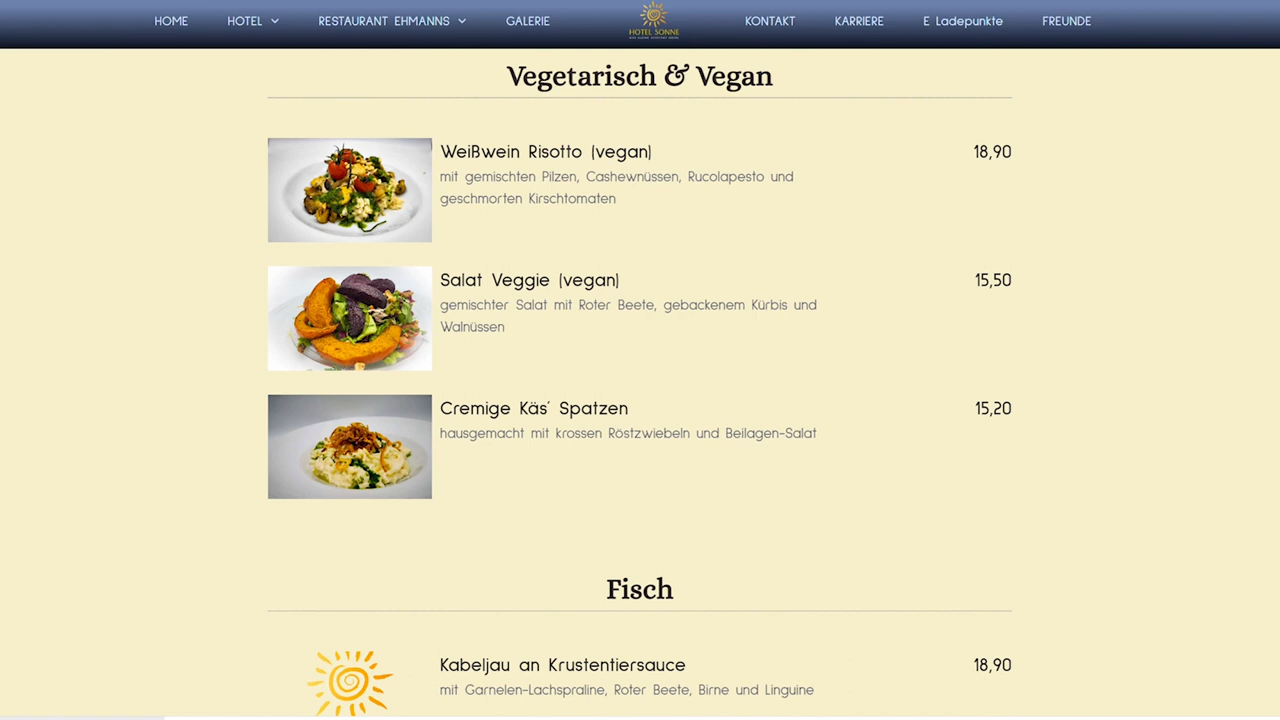 HOME HOTEL RESTAURANT EHMANNS GALERIE HOTEL SONNE KONTAKT KARRIERE E Ladepunkte FREUNDE
Vegetarisch & Vegan
Weißwein Risotto (vegan) 18,90
mit gemischten Pilzen, Cashewnüssen, Rucolapesto und
geschmorten Kirschtomaten
Salat Veggie (vegan) 15,50
gemischter Salat mit Roter Beete, gebackenem Kürbis und
Walnüssen
Cremige Käs´ Spatzen 15,20
hausgemacht mit krossen Röstzwiebeln und Beilagen-Salat
Fisch
Kabeljau an Krustentiersauce 18,90
mit Garnelen-Lachspraline, Roter Beete, Birne und Linguine